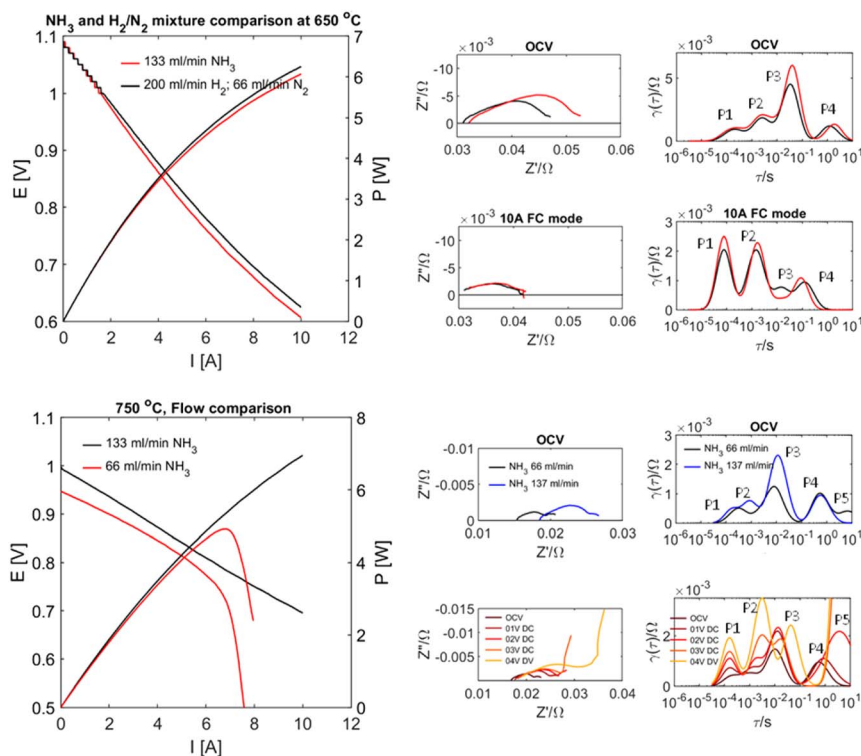 NH3 and H2/N2 mixture comparison at 650 °C
133 ml/min NH3
200 ml/min H2; 66 ml/min N2
E [V]
1.1
1
0.9
0.8
0.7
0.6
P [W]
7
6
5
4
3
2
1
0
0 2 4 6 8 10 12
I [A]
OCV
×10-3
Z''/Ω
-10
-5
0
0.03 0.04 0.05 0.06
Z'/Ω
OCV
×10-3
γ(τ)/Ω
5
0
P1 P2 P3 P4
10-6 10-5 10-4 10-3 10-2 10-1 100 101
τ/s
10A FC mode
×10-3
Z''/Ω
-10
-5
0
0.03 0.04 0.05 0.06
Z'/Ω
10A FC mode
×10-3
γ(τ)/Ω
3
2
1
0
P1 P2 P3 P4
10-6 10-5 10-4 10-3 10-2 10-1 100 101
τ/s
750 °C, Flow comparison
133 ml/min NH3
66 ml/min NH3
E [V]
1.1
1
0.9
0.8
0.7
0.6
0.5
P [W]
8
6
4
2
0
0 2 4 6 8 10 12
I [A]
OCV
NH3 66 ml/min
NH3 137 ml/min
Z''/Ω
-0.01
-0.005
0
0.01 0.02 0.03
Z'/Ω
OCV
×10-3
NH3 66 ml/min
NH3 137 ml/min
γ(τ)/Ω
3
2
1
0
P1 P2 P3 P4 P5
10-6 10-5 10-4 10-3 10-2 10-1 100 101
τ/s
OCV
01V DC
02V DC
03V DC
04V DV
Z''/Ω
-0.015
-0.01
-0.005
0.01 0.02 0.03 0.04
Z'/Ω
×10-3
OCV
01V DC
02V DC
03V DC
04V DV
γ(τ)/Ω
2
0
P1 P2 P3 P4 P5
10-6 10-5 10-4 10-3 10-2 10-1 100 101
τ/s